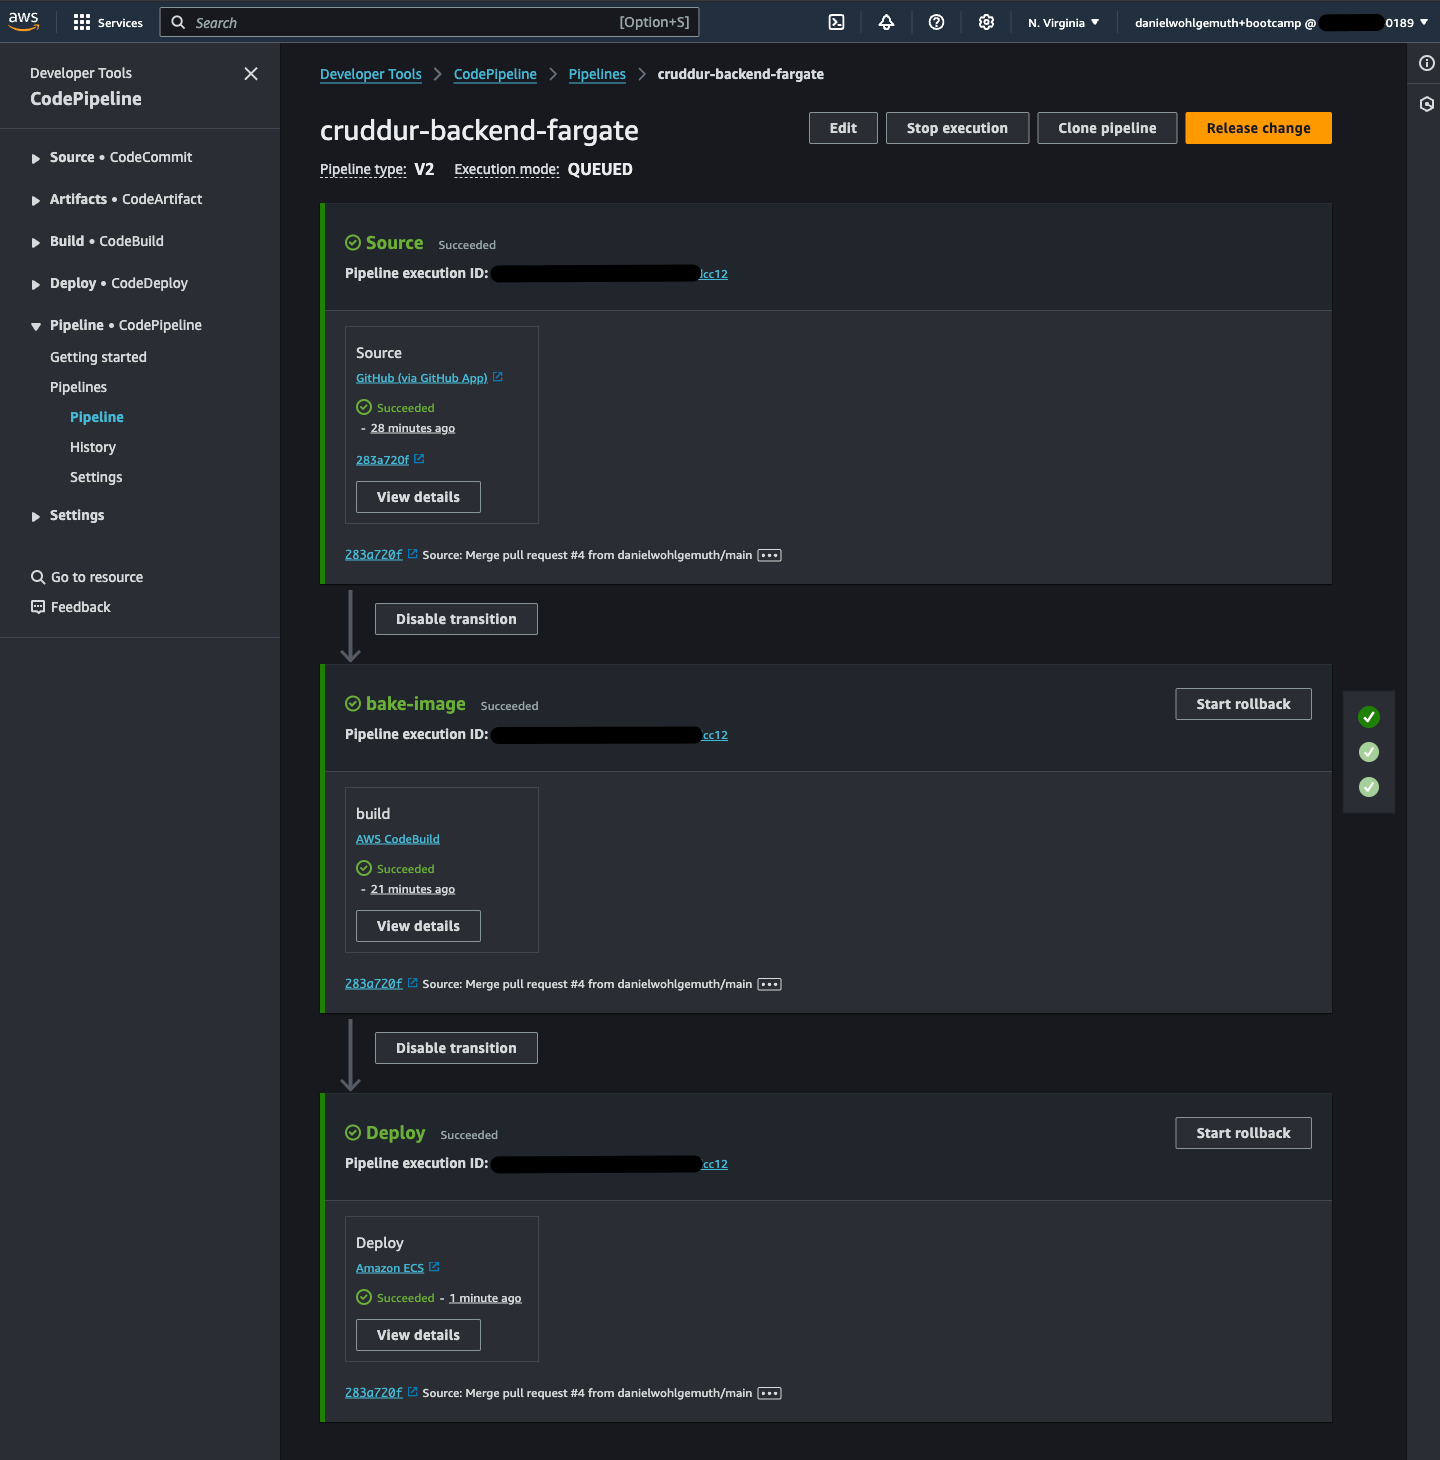 aws
Services
Search
[Option+S]
N. Virginia
danielwohlgemuth+bootcamp @
0189
Developer Tools
CodePipeline
Source • CodeCommit
Artifacts • CodeArtifact
Build • CodeBuild
Deploy • CodeDeploy
Pipeline • CodePipeline
Getting started
Pipelines
Pipeline
History
Settings
Settings
Go to resource
Feedback
Developer Tools
CodePipeline
Pipelines
cruddur-backend-fargate
cruddur-backend-fargate
Edit
Stop execution
Clone pipeline
Release change
Pipeline type: V2 Execution mode: QUEUED
Source Succeeded
Pipeline execution ID: cc12
Source
GitHub (via GitHub App)
Succeeded
- 28 minutes ago
283a720f
View details
283a720f Source: Merge pull request #4 from danielwohlgemuth/main
Disable transition
bake-image Succeeded
Start rollback
Pipeline execution ID: cc12
build
AWS CodeBuild
Succeeded
- 21 minutes ago
View details
283a720f Source: Merge pull request #4 from danielwohlgemuth/main
Disable transition
Deploy Succeeded
Start rollback
Pipeline execution ID: cc12
Deploy
Amazon ECS
Succeeded - 1 minute ago
View details
283a720f Source: Merge pull request #4 from danielwohlgemuth/main